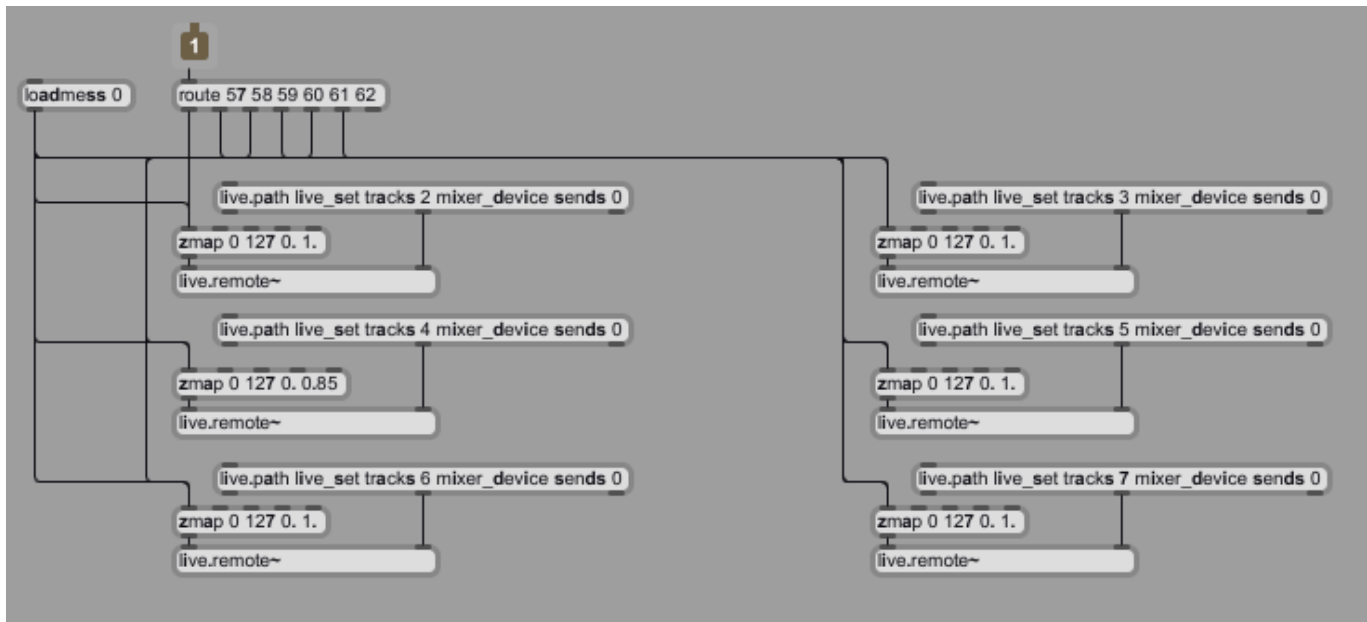 1
loadmess 0
route 57 58 59 60 61 62
live.path live_set tracks 2 mixer_device sends 0
live.path live_set tracks 3 mixer_device sends 0
zmap 0 127 0. 1.
zmap 0 127 0. 1.
live.remote~
live.remote~
live.path live_set tracks 4 mixer_device sends 0
live.path live_set tracks 5 mixer_device sends 0
zmap 0 127 0. 0.85
zmap 0 127 0. 1.
live.remote~
live.remote~
live.path live_set tracks 6 mixer_device sends 0
live.path live_set tracks 7 mixer_device sends 0
zmap 0 127 0. 1.
zmap 0 127 0. 1.
live.remote~
live.remote~